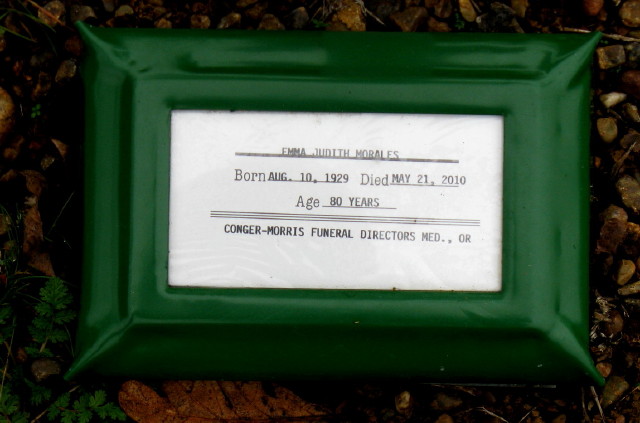 EMMA JUDITH MORALES
Born AUG. 10, 1929 Died MAY 21, 2010
Age 80 YEARS
CONGER-MORRIS FUNERAL DIRECTORS MED., OR